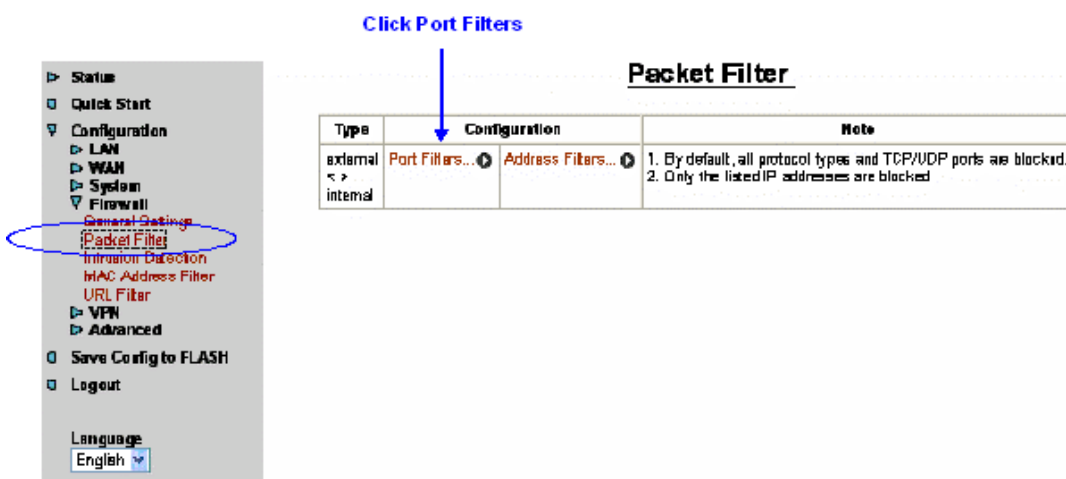 Click Port Filters
Packet Filter
Status
Quick Start
Configuration
LAN
WAN
System
Firewall
General Settings
Packet Filter
Intrusion Detection
MAC Address Filter
URL Filter
VPN
Advanced
Save Config to FLASH
Logout
Language
English
Type Configuration Note
external < > internal
Port Filters...
Address Filters...
1. By default, all protocol types and TCP/UDP ports are blocked.
2. Only the listed IP addresses are blocked